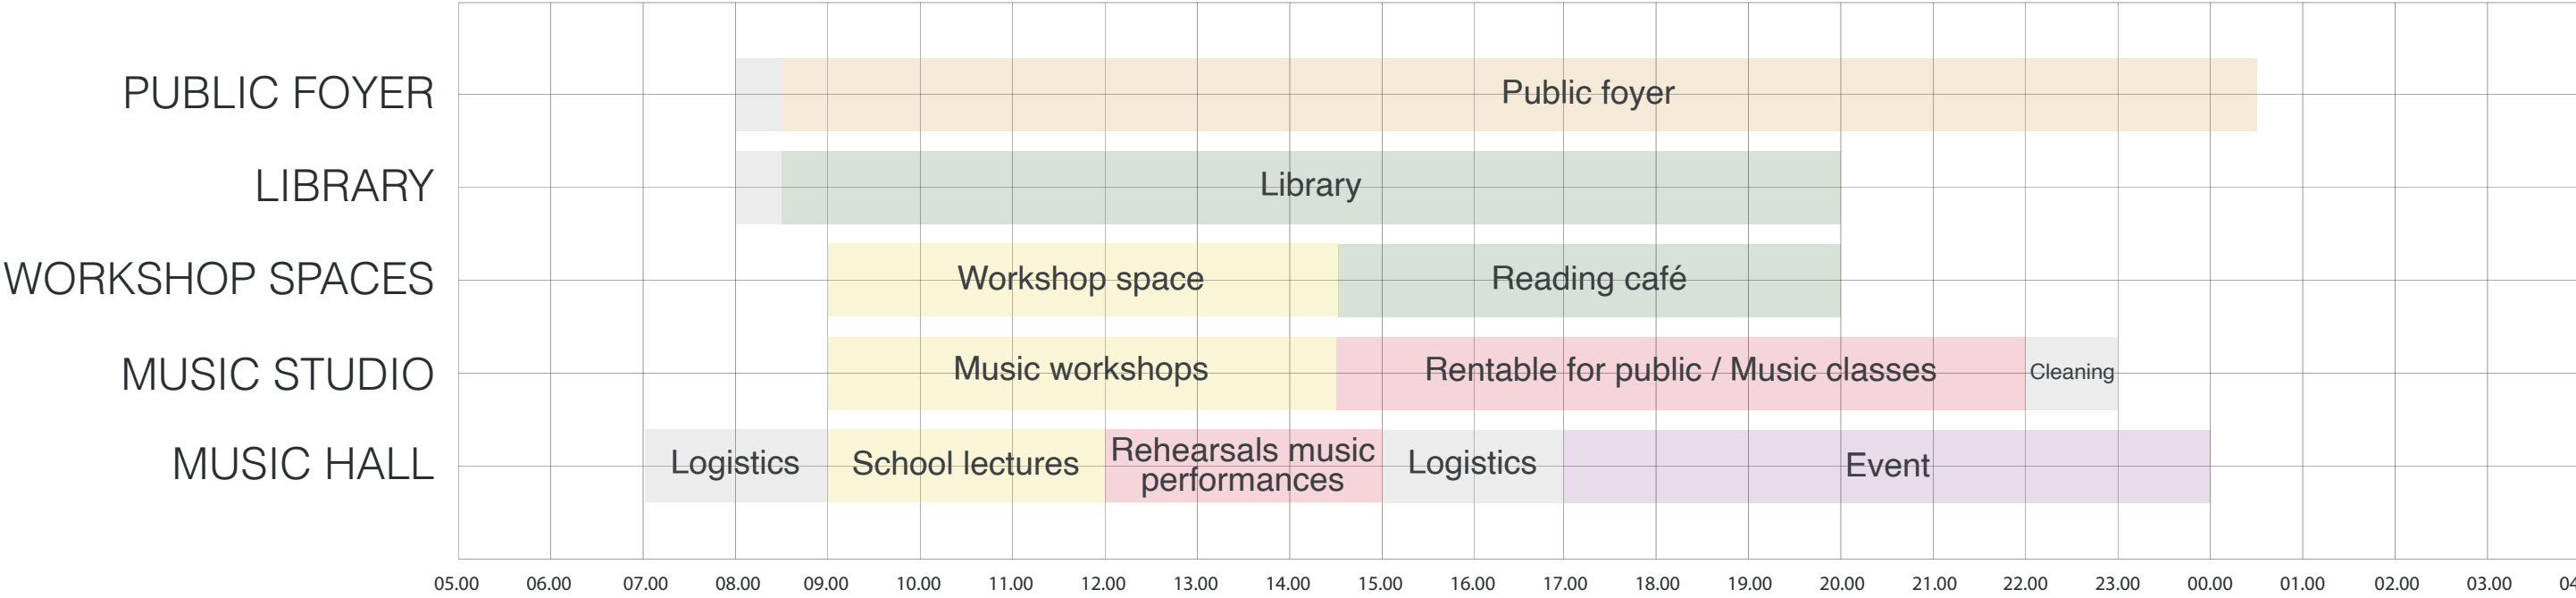 PUBLIC FOYER
Public foyer
LIBRARY
Library
WORKSHOP SPACES
Workshop space
Reading café
MUSIC STUDIO
Music workshops
Rentable for public / Music classes
Cleaning
MUSIC HALL
Logistics
School lectures
Rehearsals music
performances
Logistics
Event
05.00 06.00 07.00 08.00 09.00 10.00 11.00 12.00 13.00 14.00 15.00 16.00 17.00 18.00 19.00 20.00 21.00 22.00 23.00 00.00 01.00 02.00 03.00